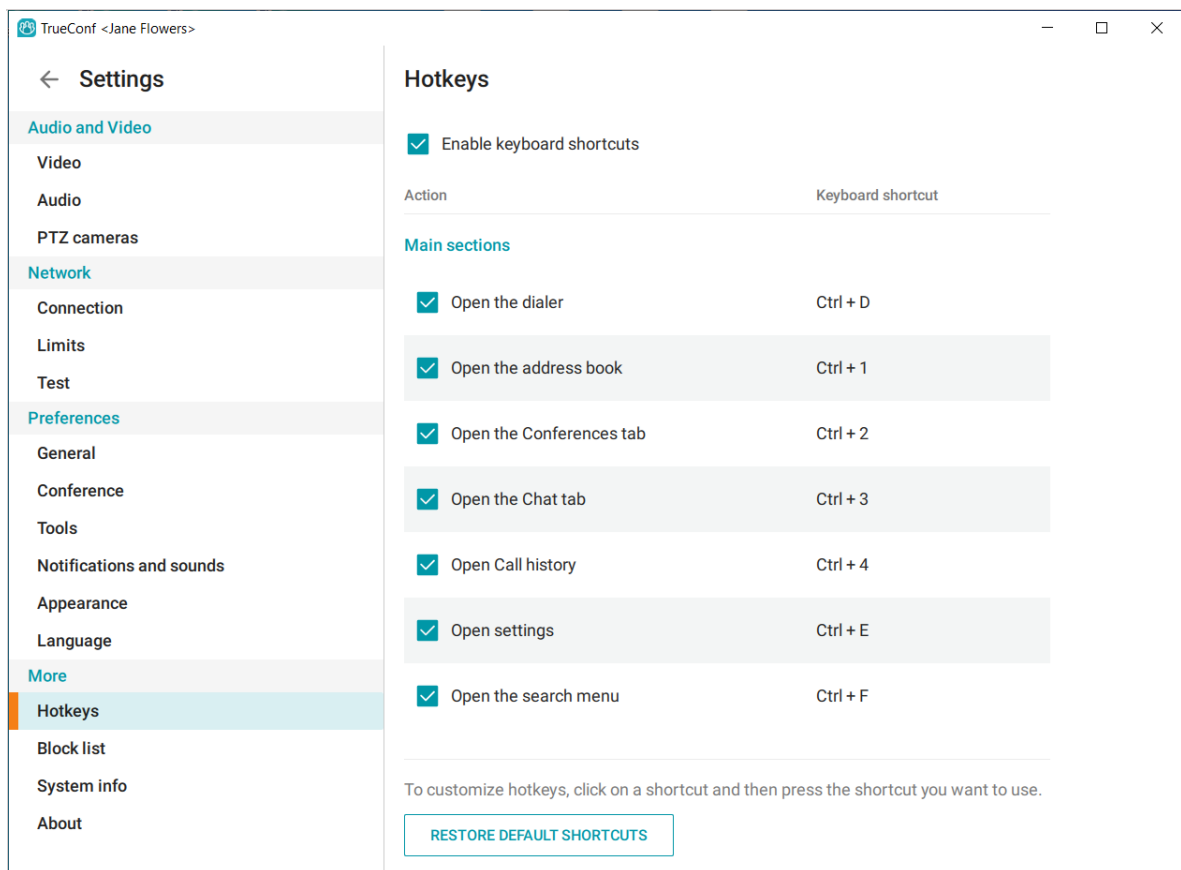 TrueConf <Jane Flowers>
Settings
Audio and Video
Video
Audio
PTZ cameras
Network
Connection
Limits
Test
Preferences
General
Conference
Tools
Notifications and sounds
Appearance
Language
More
Hotkeys
Block list
System info
About
Hotkeys
Enable keyboard shortcuts
Action Keyboard shortcut
Main sections
Open the dialer Ctrl + D
Open the address book Ctrl + 1
Open the Conferences tab Ctrl + 2
Open the Chat tab Ctrl + 3
Open Call history Ctrl + 4
Open settings Ctrl + E
Open the search menu Ctrl + F
To customize hotkeys, click on a shortcut and then press the shortcut you want to use.
RESTORE DEFAULT SHORTCUTS